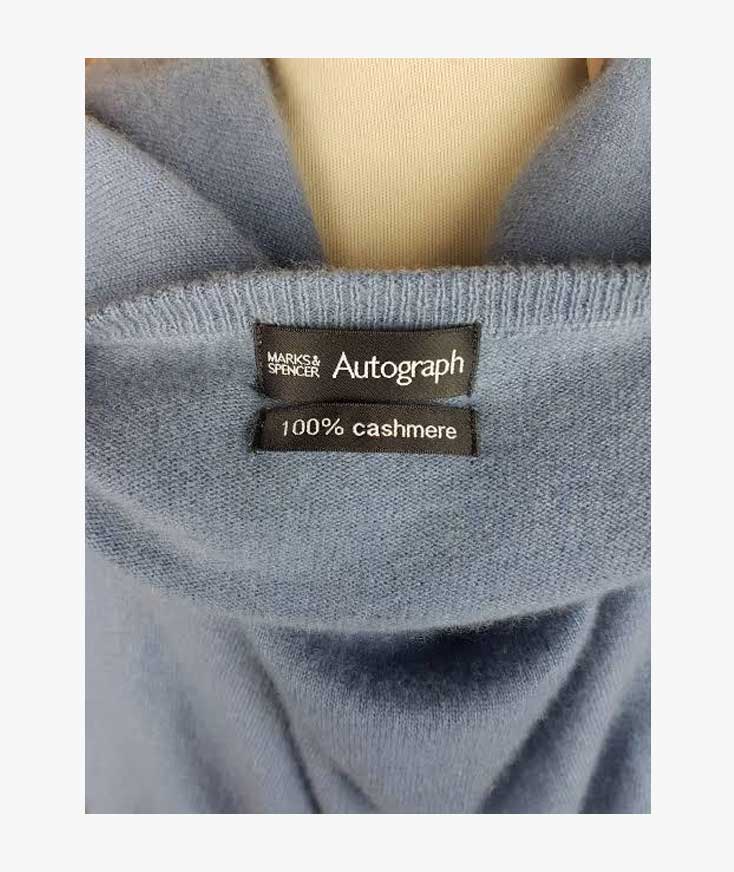 MARKS&
SPENCER
Autograph
100% cashmere